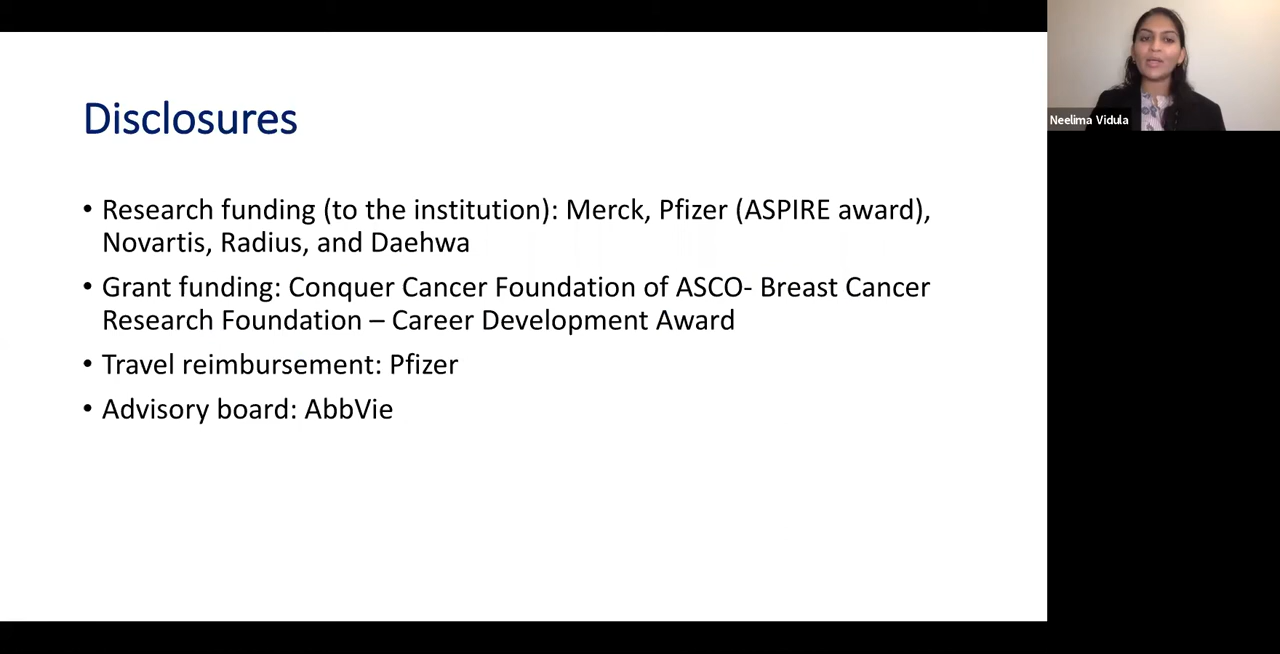 Disclosures
• Research funding (to the institution): Merck, Pfizer (ASPIRE award),
Novartis, Radius, and Daehwa
• Grant funding: Conquer Cancer Foundation of ASCO- Breast Cancer
Research Foundation – Career Development Award
• Travel reimbursement: Pfizer
• Advisory board: AbbVie
Neelima Vidula